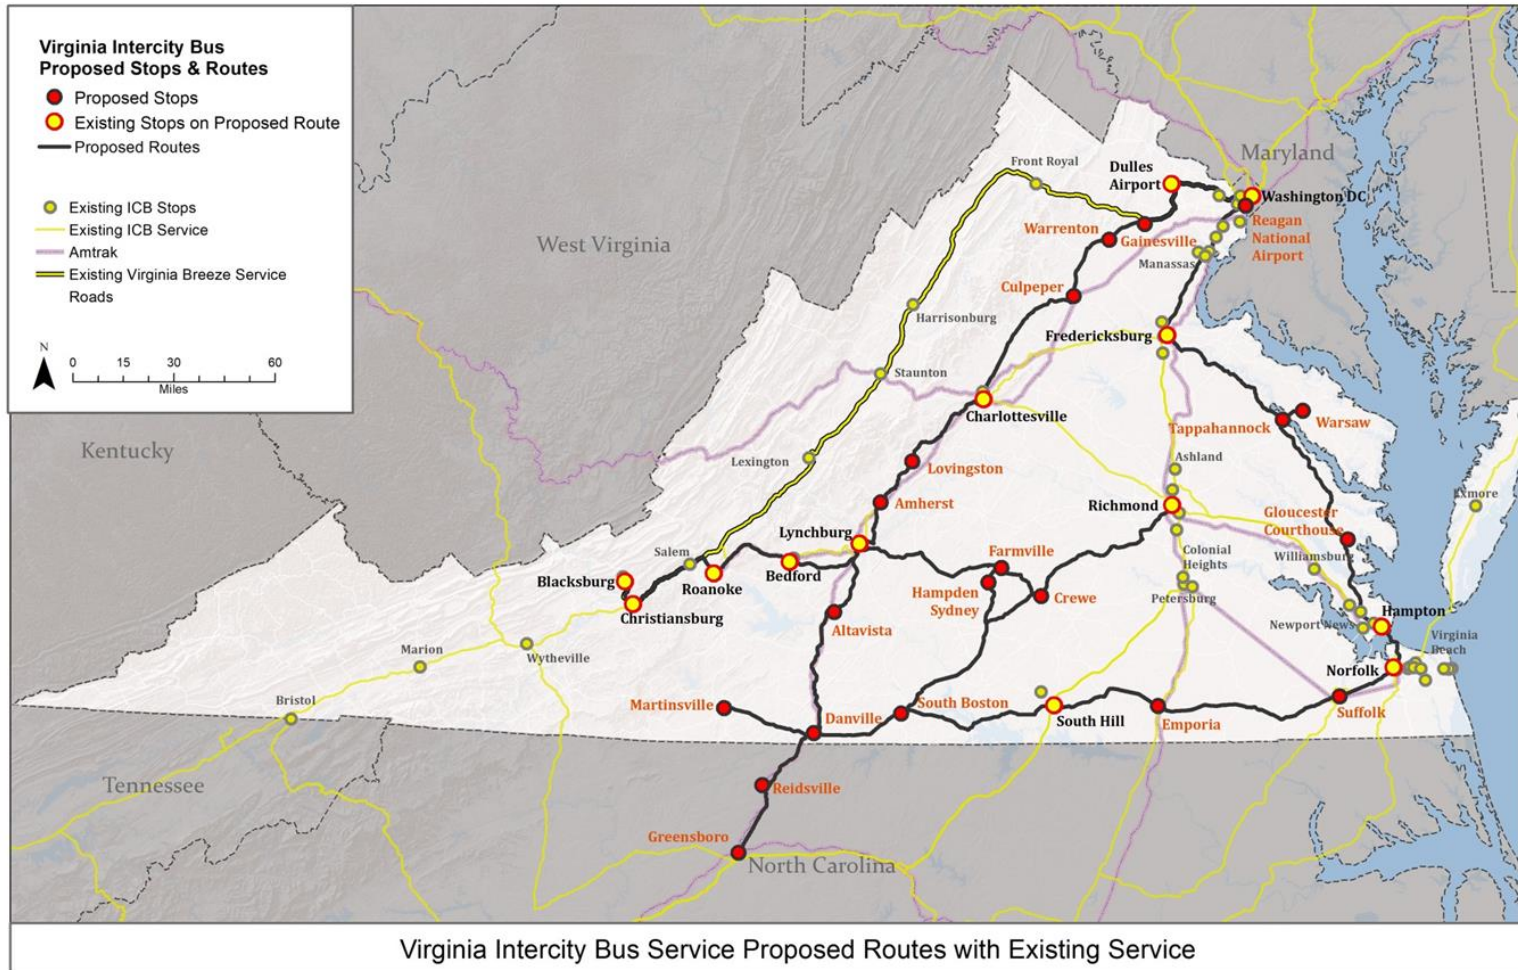 Virginia Intercity Bus
Proposed Stops & Routes
Proposed Stops
Existing Stops on Proposed Route
Proposed Routes
Existing ICB Stops
Existing ICB Service
Amtrak
Existing Virginia Breeze Service
Roads
N
0 15 30 60
Miles
Maryland
West Virginia
Kentucky
Tennessee
North Carolina
Front Royal
Dulles
Airport
Washington DC
Reagan
National
Airport
Warrenton
Gainesville
Manassas
Culpeper
Harrisonburg
Fredericksburg
Staunton
Charlottesville
Tappahannock
Warsaw
Lexington
Lovingston
Ashland
Exmore
Amherst
Richmond
Gloucester
Courthouse
Lynchburg
Williamsburg
Salem
Farmville
Colonial
Heights
Blacksburg
Roanoke
Bedford
Hampden
Sydney
Crewe
Petersburg
Christiansburg
Altavista
Hampton
Newport News
Virginia
Beach
Marion
Wytheville
Norfolk
Bristol
Martinsville
Danville
South Boston
South Hill
Emporia
Suffolk
Reidsville
Greensboro
Virginia Intercity Bus Service Proposed Routes with Existing Service